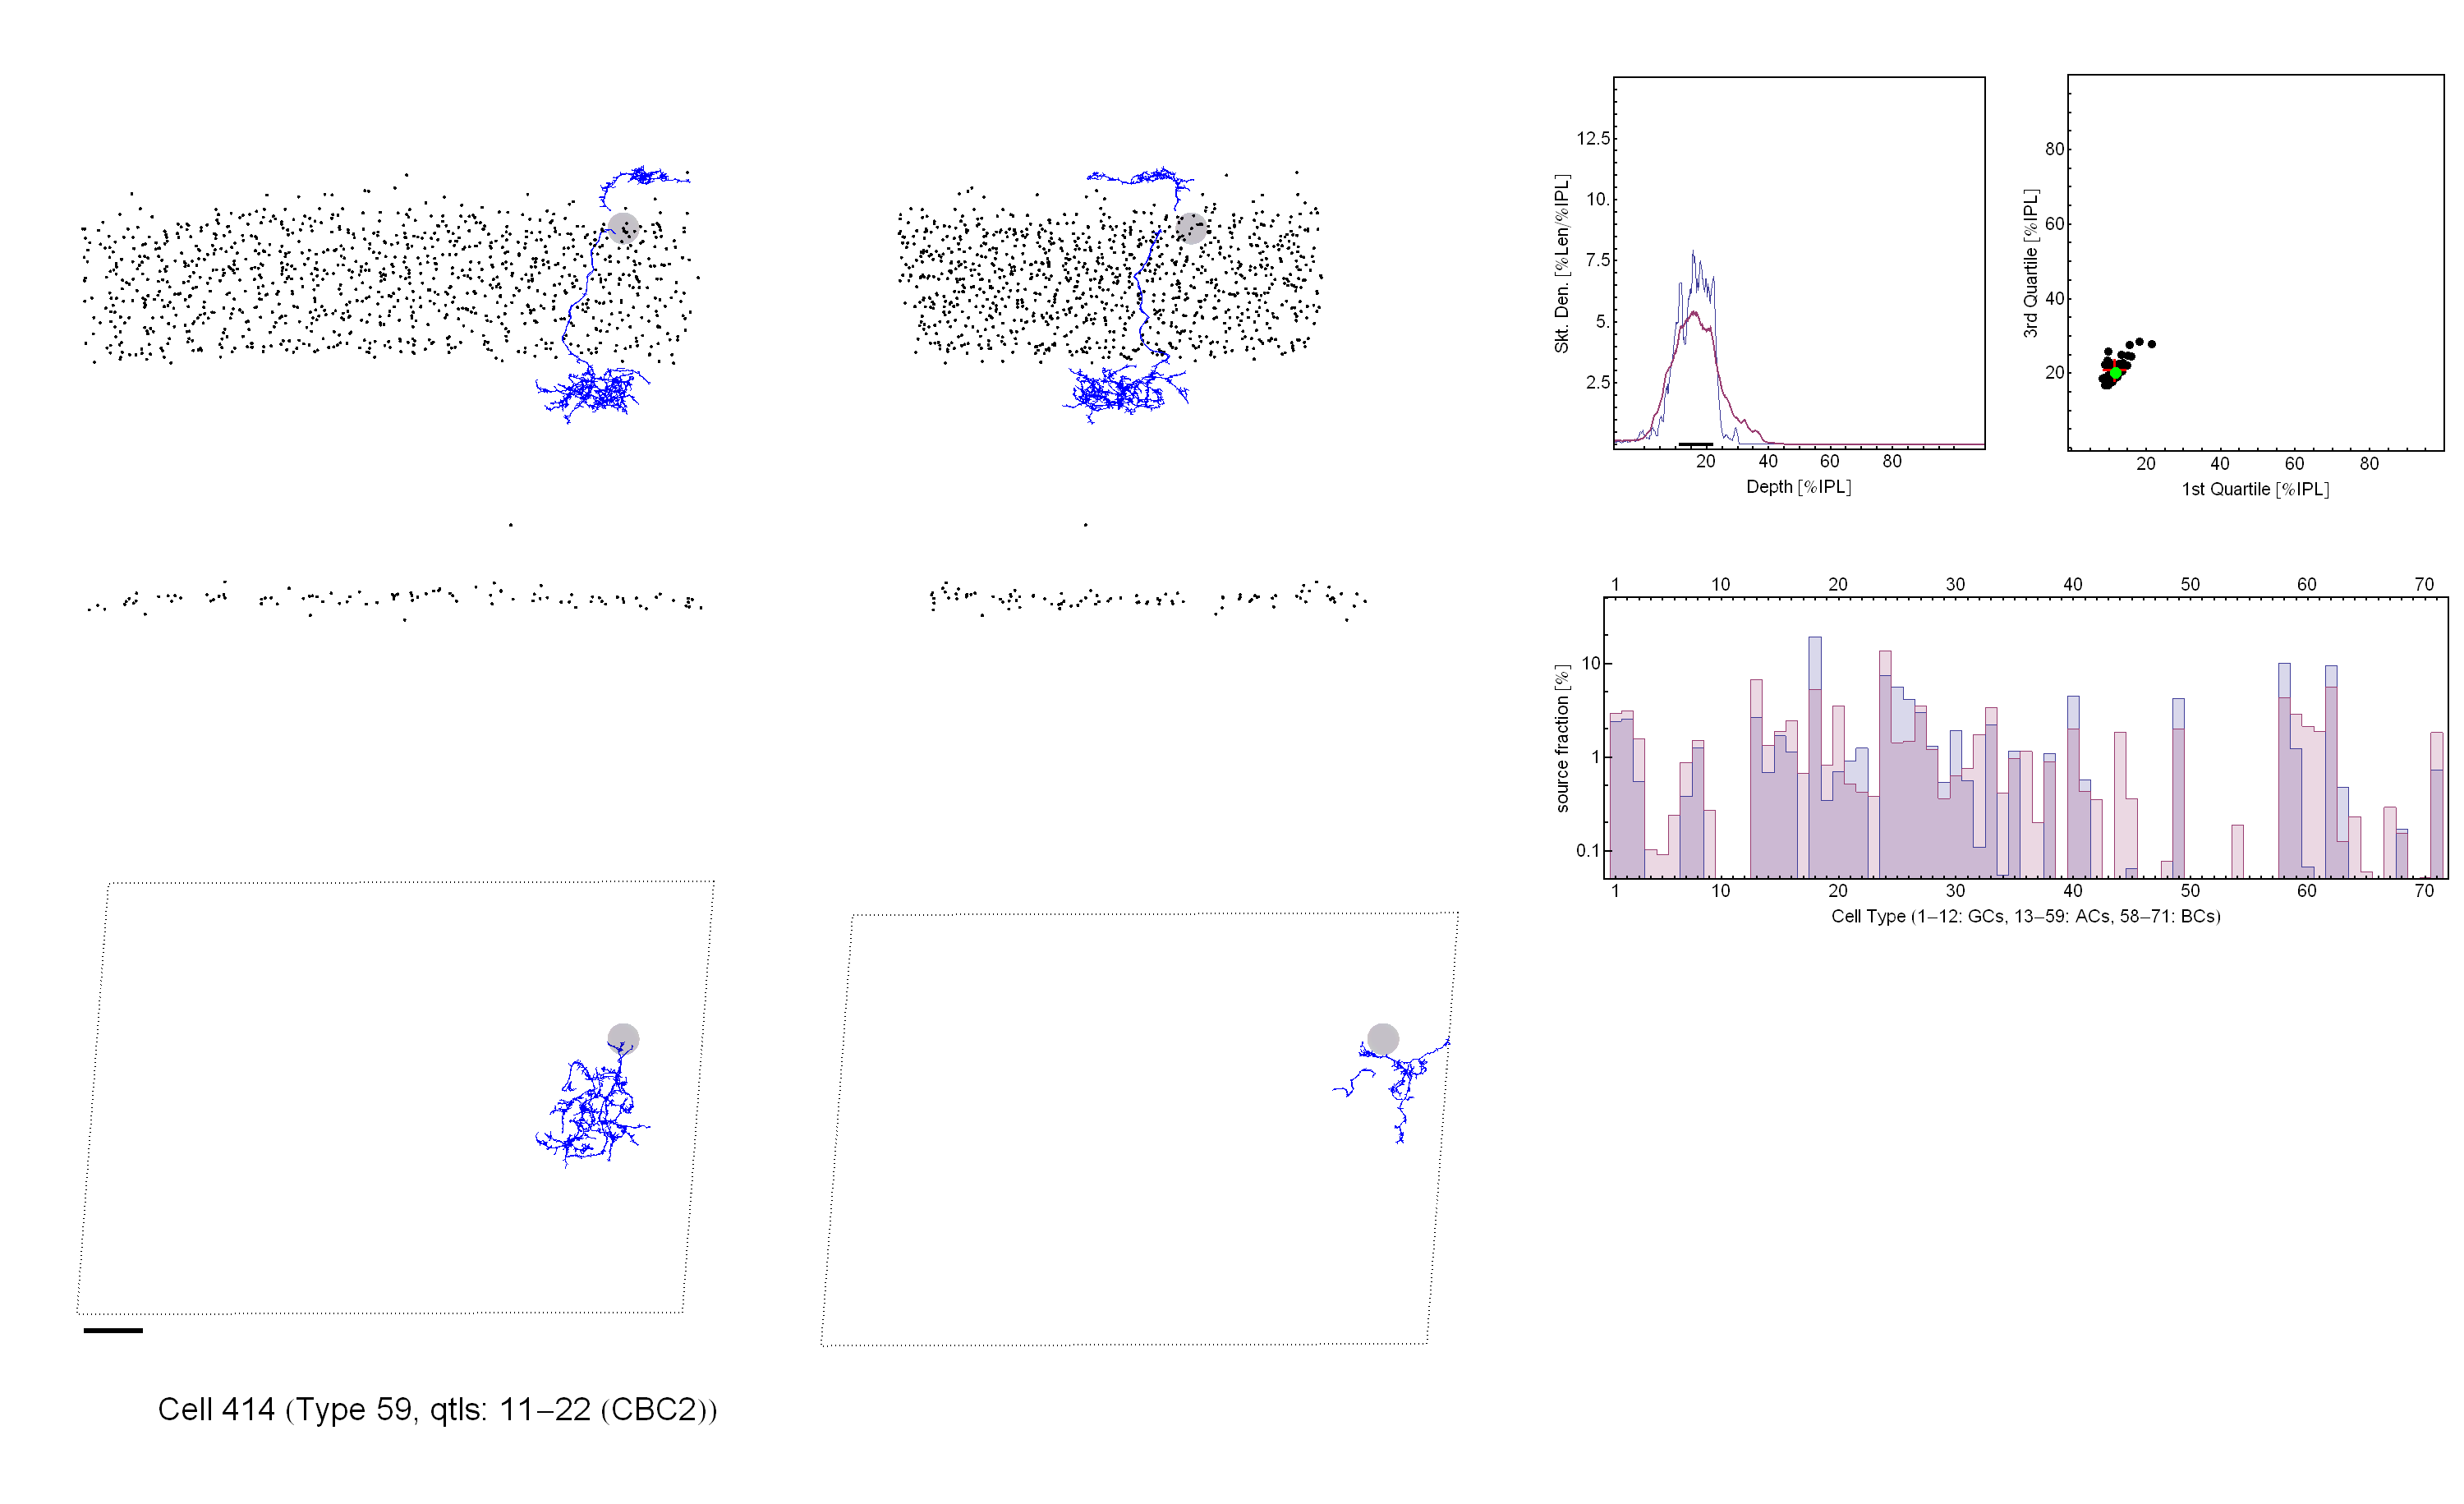 12.5
10.
7.5
5.
2.5
Skt. Den. [%Len/%IPL]
20 40 60 80
Depth [%IPL]
80
60
40
20
3rd Quartile [%IPL]
20 40 60 80
1st Quartile [%IPL]
1 10 20 30 40 50 60 70
10
1
0.1
source fraction [%]
1 10 20 30 40 50 60 70
Cell Type (1–12: GCs, 13–59: ACs, 58–71: BCs)
Cell 414 (Type 59, qtls: 11–22 (CBC2))